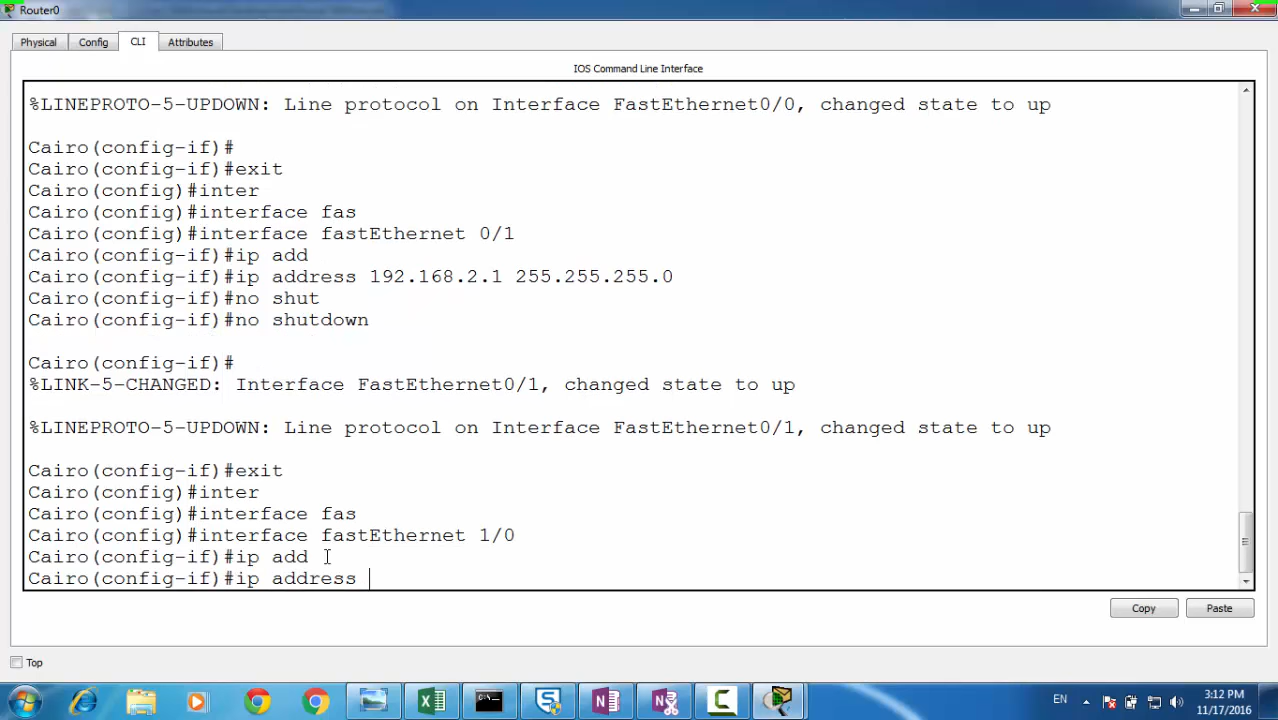 Router0
Physical Config CLI Attributes
IOS Command Line Interface
%LINEPROTO-5-UPDOWN: Line protocol on Interface FastEthernet0/0, changed state to up
Cairo(config-if)#
Cairo(config-if)#exit
Cairo(config)#inter
Cairo(config)#interface fas
Cairo(config)#interface fastEthernet 0/1
Cairo(config-if)#ip add
Cairo(config-if)#ip address 192.168.2.1 255.255.255.0
Cairo(config-if)#no shut
Cairo(config-if)#no shutdown
Cairo(config-if)#
%LINK-5-CHANGED: Interface FastEthernet0/1, changed state to up
%LINEPROTO-5-UPDOWN: Line protocol on Interface FastEthernet0/1, changed state to up
Cairo(config-if)#exit
Cairo(config)#inter
Cairo(config)#interface fas
Cairo(config)#interface fastEthernet 1/0
Cairo(config-if)#ip add
Cairo(config-if)#ip address
Copy Paste
Top
EN
3:12 PM
11/17/2016